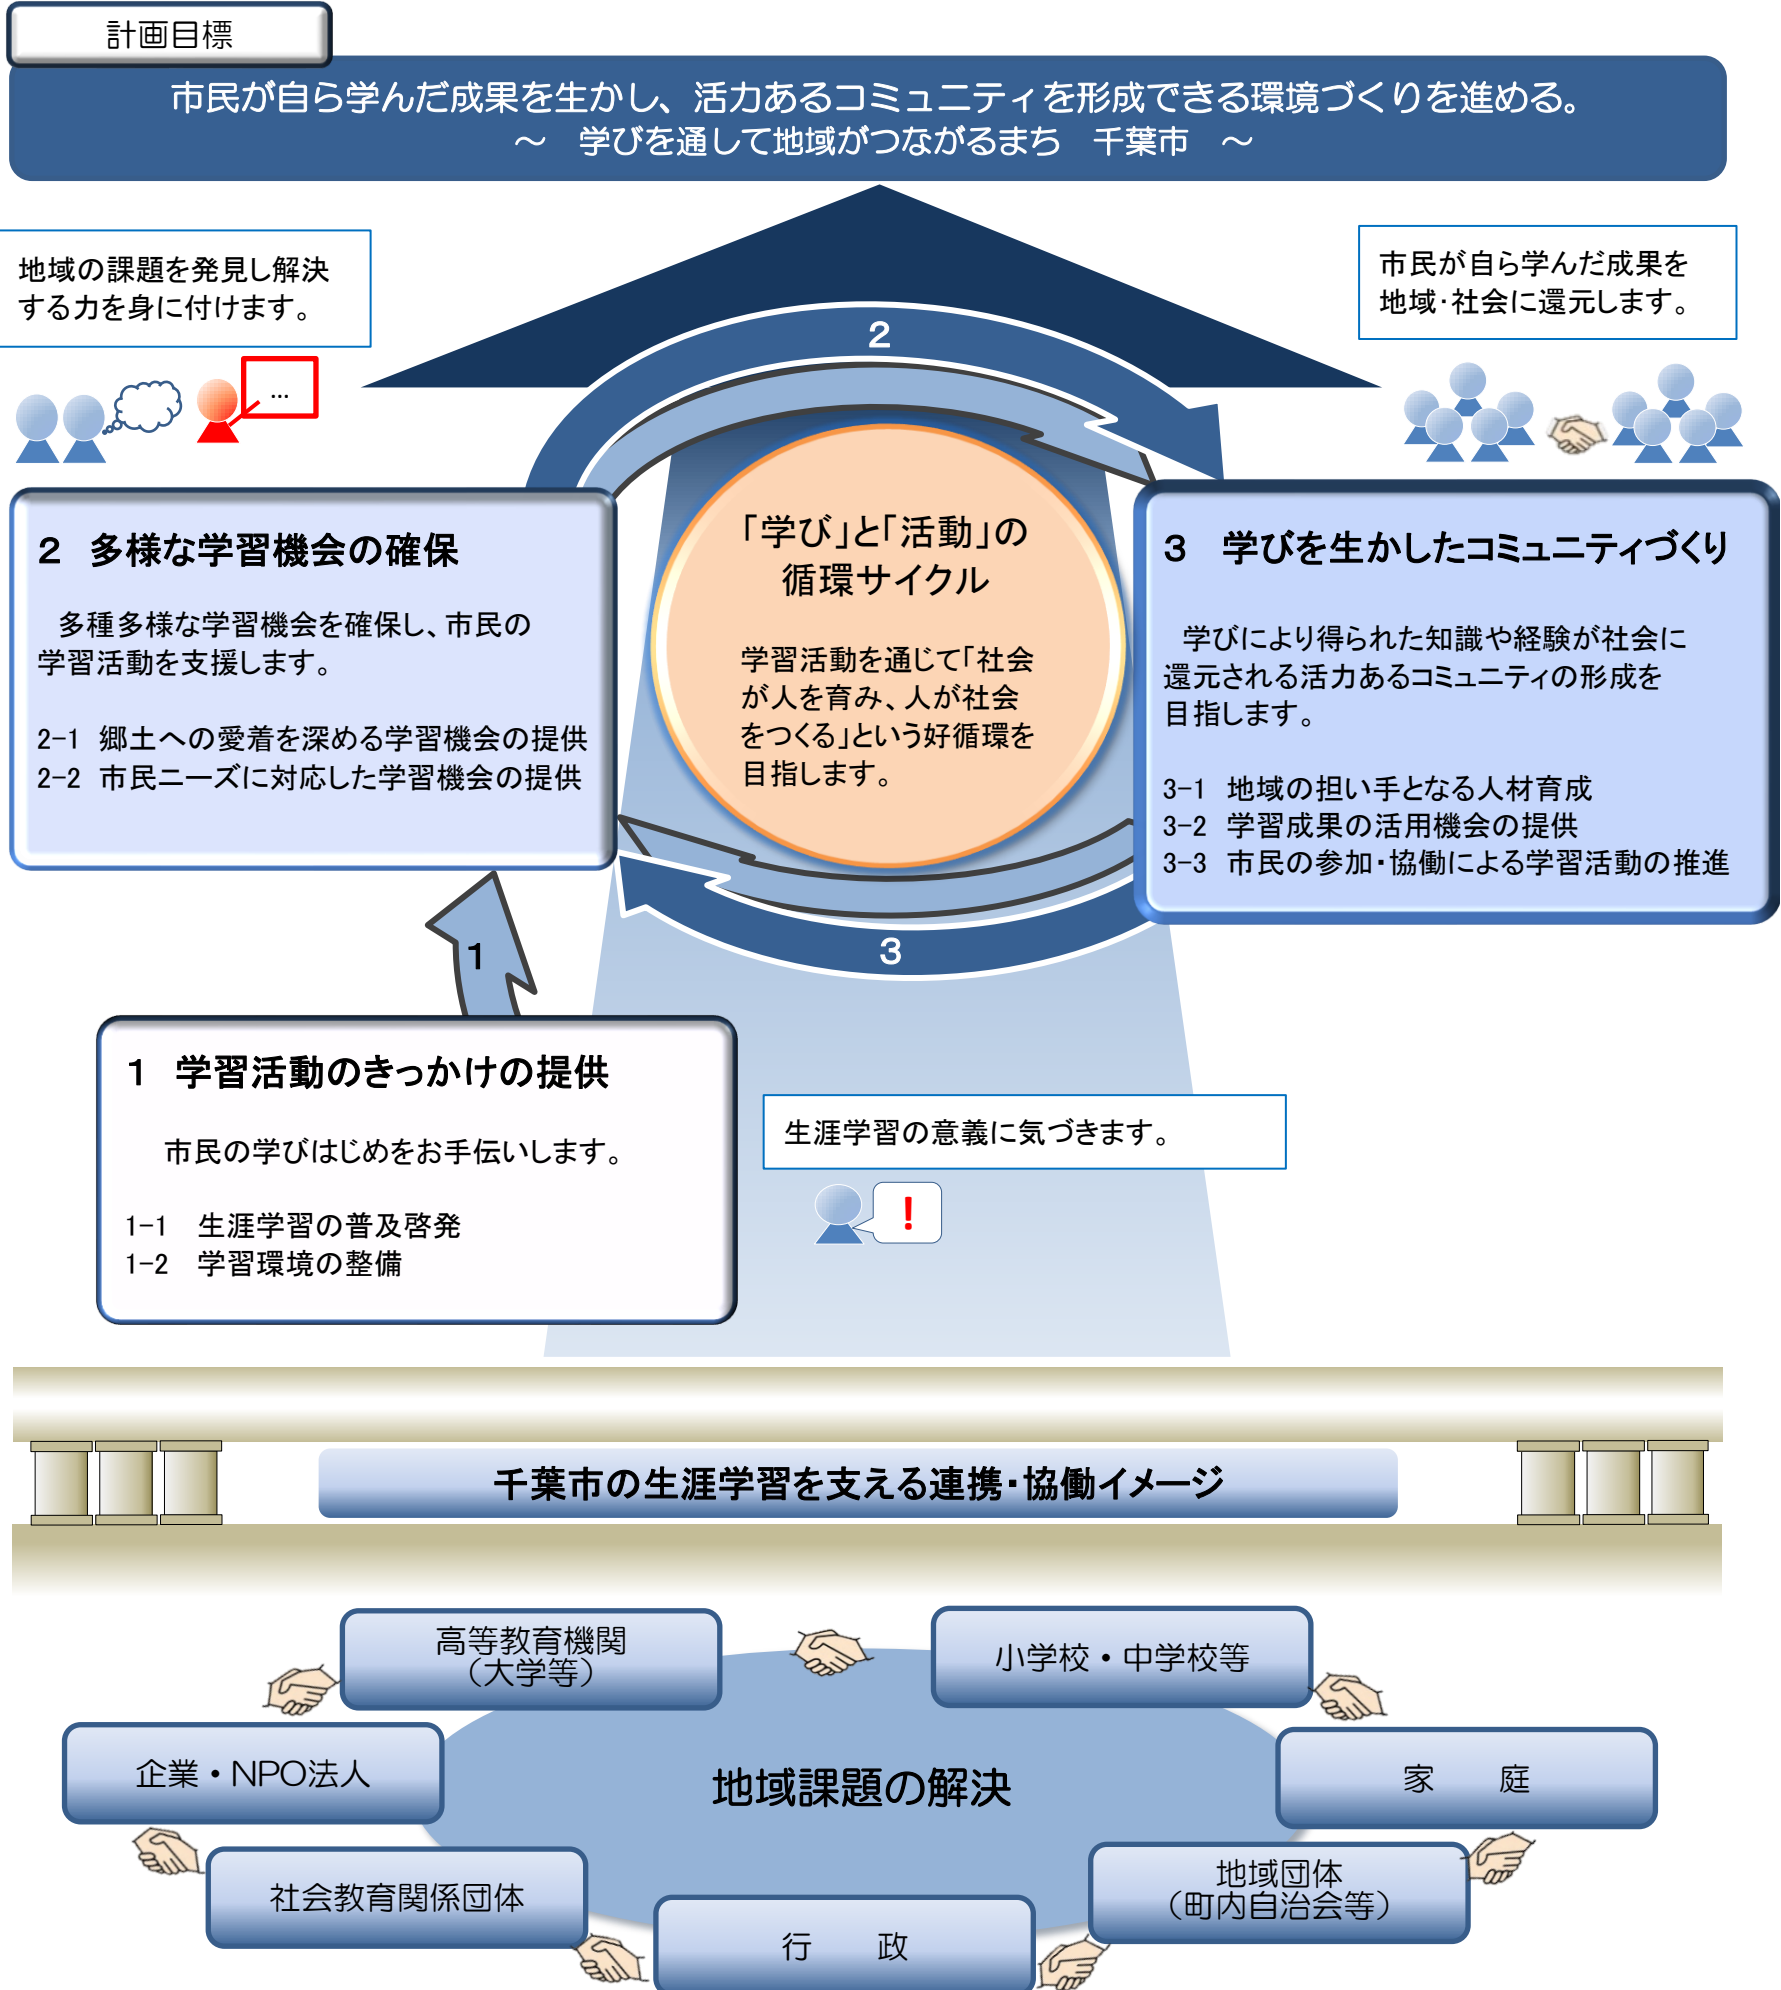 計画目標
市民が自ら学んだ成果を生かし、活力あるコミュニティを形成できる環境づくりを進める。
～　学びを通して地域がつながるまち　千葉市　～
地域の課題を発見し解決
する力を身に付けます。
…
市民が自ら学んだ成果を
地域・社会に還元します。
2
2　多様な学習機会の確保
多種多様な学習機会を確保し、市民の
学習活動を支援します。
2-1　郷土への愛着を深める学習機会の提供
2-2　市民ニーズに対応した学習機会の提供
「学び」と「活動」の
循環サイクル
学習活動を通じて「社会
が人を育み、人が社会
をつくる」という好循環を
目指します。
3　学びを生かしたコミュニティづくり
学びにより得られた知識や経験が社会に
還元される活力あるコミュニティの形成を
目指します。
3-1　地域の担い手となる人材育成
3-2　学習成果の活用機会の提供
3-3　市民の参加・協働による学習活動の推進
3
1
1　学習活動のきっかけの提供
市民の学びはじめをお手伝いします。
1-1　生涯学習の普及啓発
1-2　学習環境の整備
生涯学習の意義に気づきます。
!
千葉市の生涯学習を支える連携・協働イメージ
高等教育機関
（大学等）
小学校・中学校等
企業・NPO法人
地域課題の解決
家　　庭
社会教育関係団体
地域団体
（町内自治会等）
行　　政